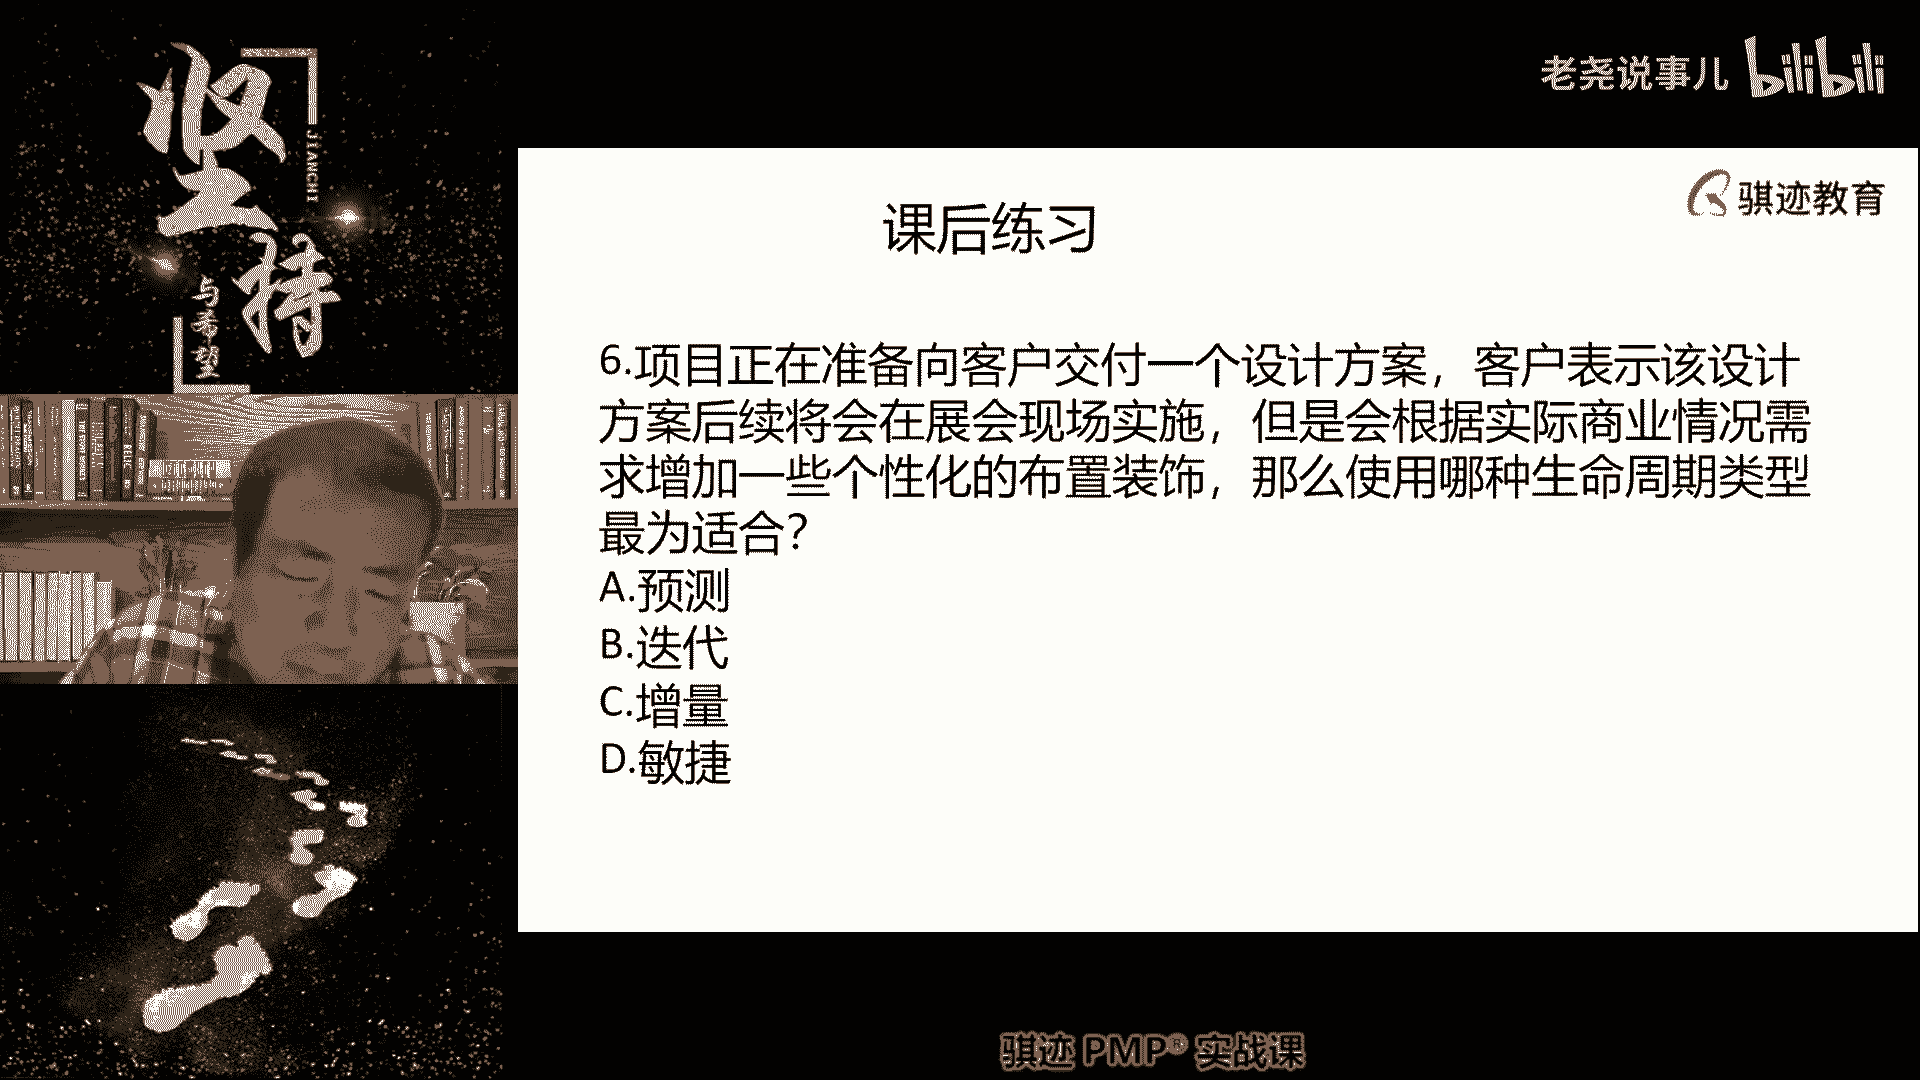 坚持
JIANCHI
与希望
老尧说事儿 bilibili
骐迹教育
课后练习
6.项目正在准备向客户交付一个设计方案，客户表示该设计
方案后续将会在展会现场实施，但是会根据实际商业情况需
求增加一些个性化的布置装饰，那么使用哪种生命周期类型
最为适合？
A.预测
B.迭代
C.增量
D.敏捷
骐迹 PMP® 实战课